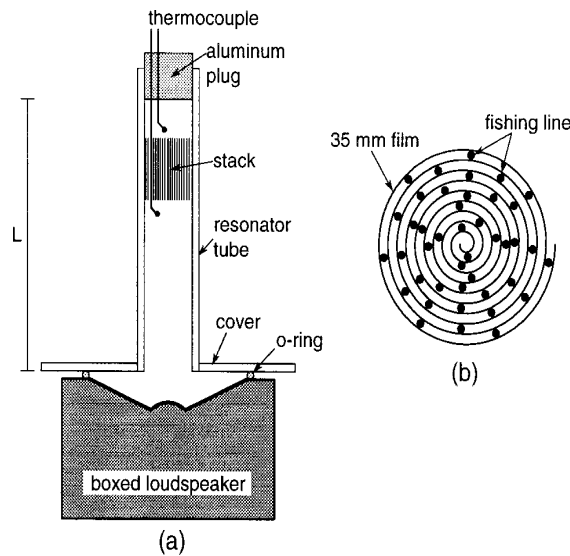 thermocouple
aluminum
plug
stack
L
resonator
tube
cover
o-ring
boxed loudspeaker
(a)
35 mm film
fishing line
(b)